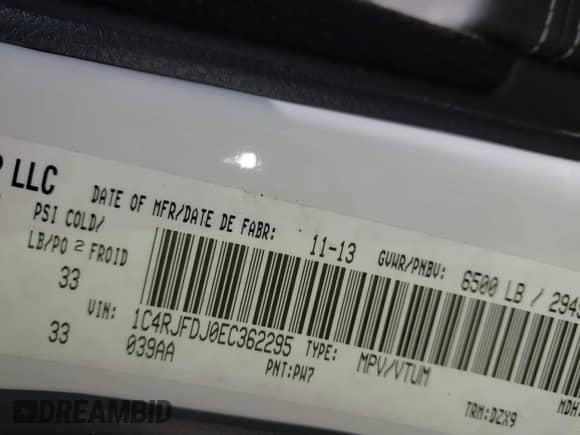 LLC
DATE OF MFR/DATE DE FABR: 11-13 GVWR/PNBV: 6500 LB /
PSI COLD/
LB/PO 2 FROID
33
33
VIN: 1C4RJFDJ0EC362295 TYPE: MPV/VTUM
039AA PNT:PW7 TRM:DZX9
DREAMBID